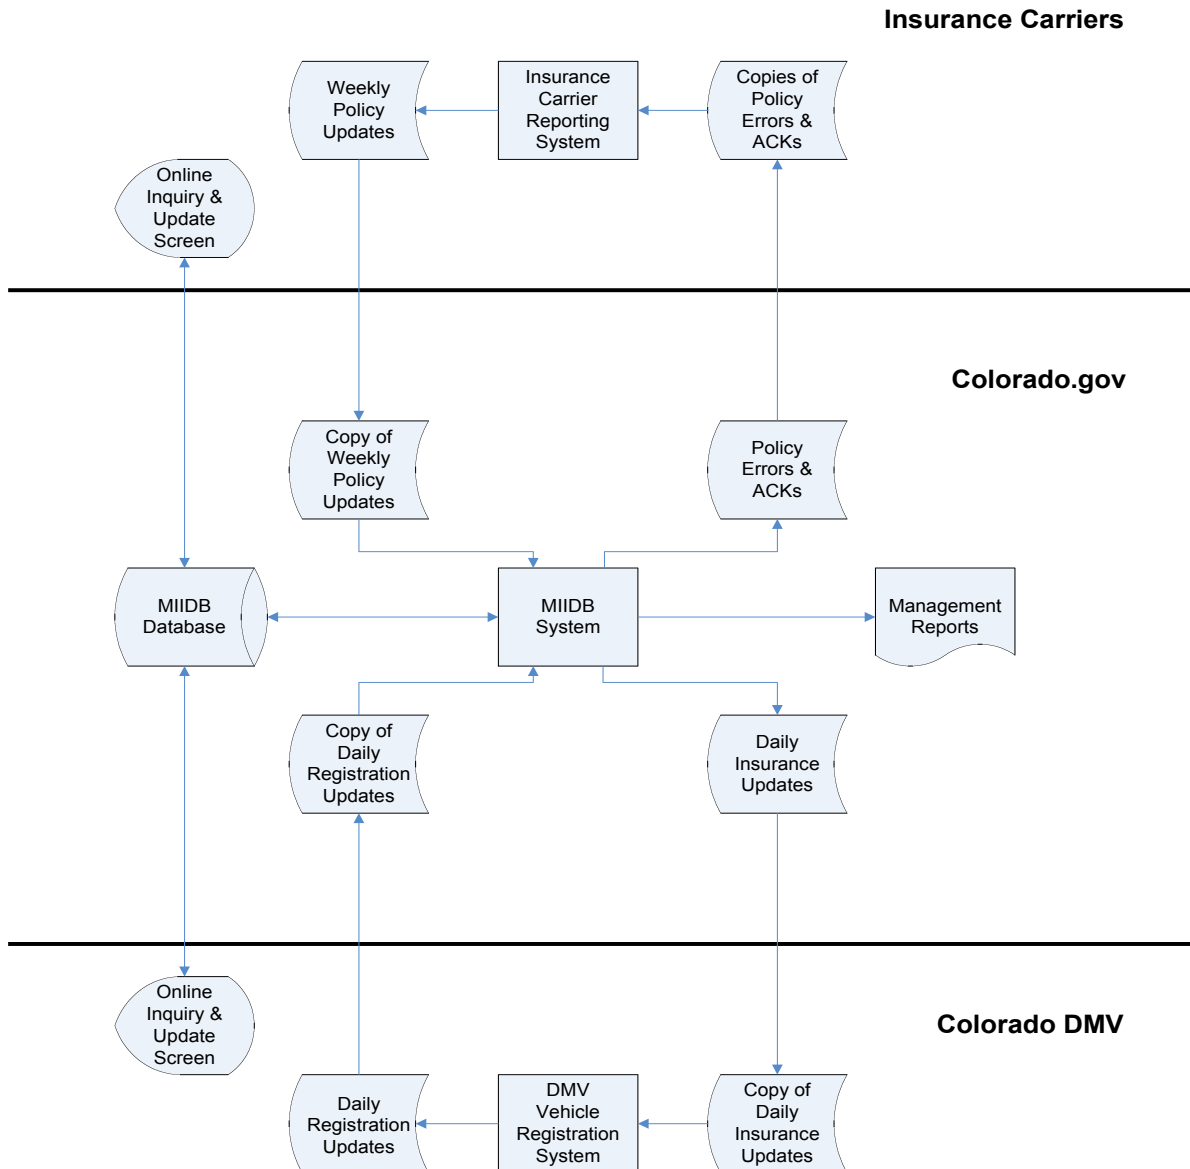 Insurance Carriers
Weekly
Policy
Updates
Insurance
Carrier
Reporting
System
Copies of
Policy
Errors &
ACKs
Online
Inquiry &
Update
Screen
Colorado.gov
Copy of
Weekly
Policy
Updates
Policy
Errors &
ACKs
MIIDB
Database
MIIDB
System
Management
Reports
Copy of
Daily
Registration
Updates
Daily
Insurance
Updates
Online
Inquiry &
Update
Screen
Colorado DMV
Daily
Registration
Updates
DMV
Vehicle
Registration
System
Copy of
Daily
Insurance
Updates